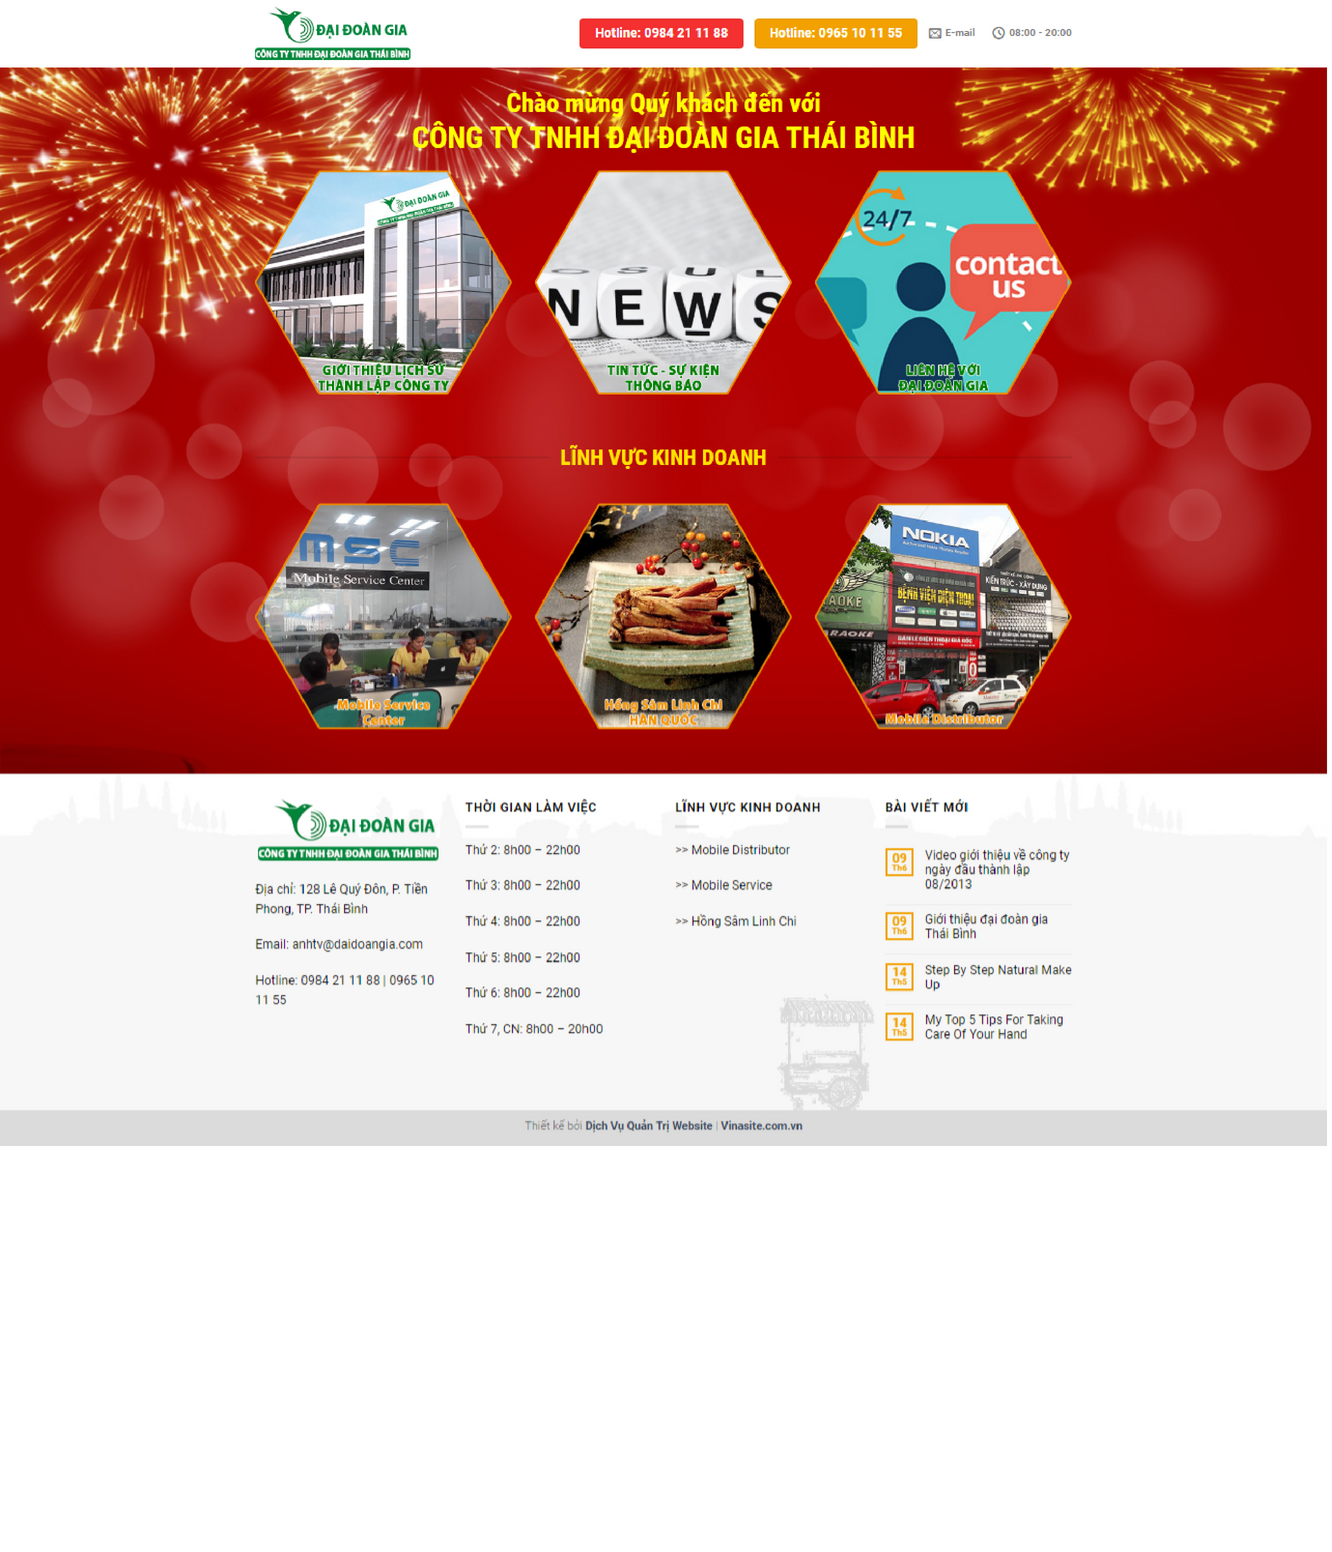 ĐẠI ĐOÀN GIA
CÔNG TY TNHH ĐẠI ĐOÀN GIA THÁI BÌNH
Hotline: 0984 21 11 88
Hotline: 0965 10 11 55
E-mail
08:00 - 20:00
Chào mừng Quý khách đến với
CÔNG TY TNHH ĐẠI ĐOÀN GIA THÁI BÌNH
ĐẠI ĐOÀN GIA
GIỚI THIỆU LỊCH SỬ
THÀNH LẬP CÔNG TY
NEWS
TIN TỨC - SỰ KIỆN
THÔNG BÁO
24/7
contact
us
LIÊN HỆ VỚI
ĐẠI ĐOÀN GIA
LĨNH VỰC KINH DOANH
MSC
Mobile Service Center
Mobile Service
Center
Hồng Sâm Linh Chi
HÀN QUỐC
NOKIA
BỆNH VIỆN ĐIỆN THOẠI
KIẾN TRÚC - XÂY DỰNG
RAOKE
Mobile Distributor
ĐẠI ĐOÀN GIA
CÔNG TY TNHH ĐẠI ĐOÀN GIA THÁI BÌNH
Địa chỉ: 128 Lê Quý Đôn, P. Tiền
Phong, TP. Thái Bình
Email: anhtv@daidoangia.com
Hotline: 0984 21 11 88 | 0965 10
11 55
THỜI GIAN LÀM VIỆC
Thứ 2: 8h00 – 22h00
Thứ 3: 8h00 – 22h00
Thứ 4: 8h00 – 22h00
Thứ 5: 8h00 – 22h00
Thứ 6: 8h00 – 22h00
Thứ 7, CN: 8h00 – 20h00
LĨNH VỰC KINH DOANH
>> Mobile Distributor
>> Mobile Service
>> Hồng Sâm Linh Chi
BÀI VIẾT MỚI
09
Th6
Video giới thiệu về công ty
ngày đầu thành lập
08/2013
09
Th6
Giới thiệu đại đoàn gia
Thái Bình
14
Th5
Step By Step Natural Make
Up
14
Th5
My Top 5 Tips For Taking
Care Of Your Hand
Thiết kế bởi Dịch Vụ Quản Trị Website | Vinasite.com.vn